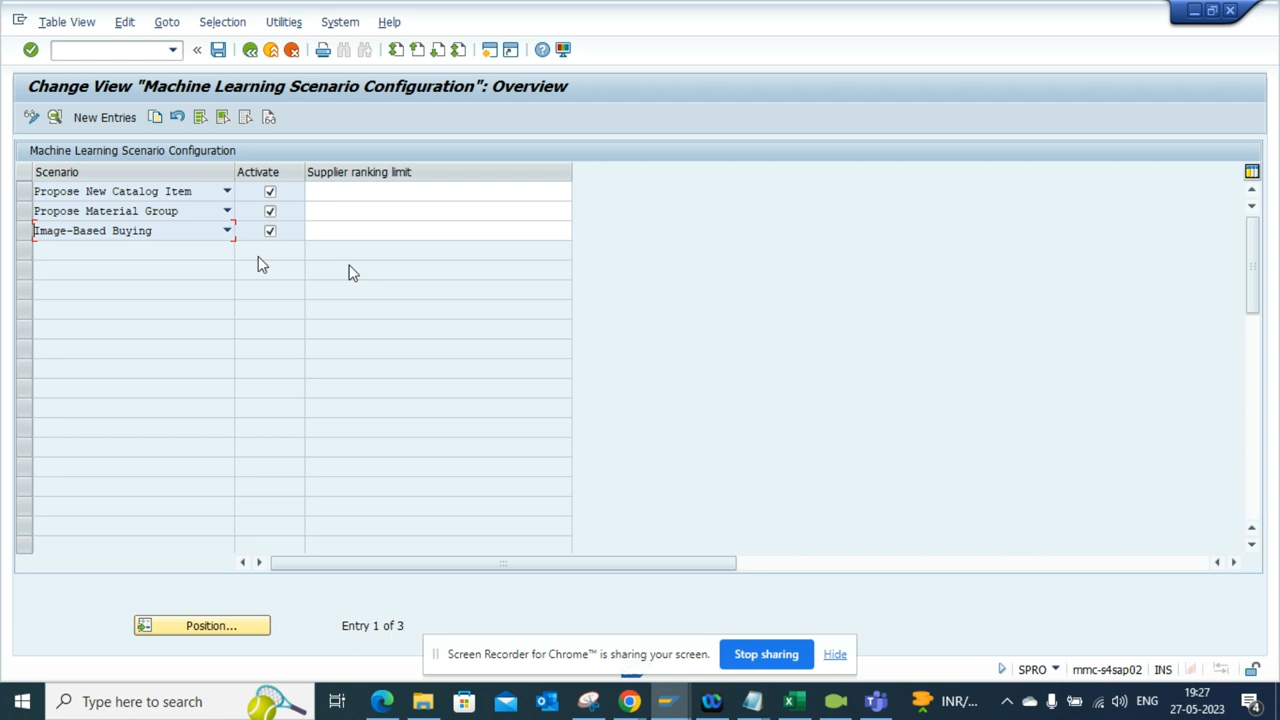 Table View Edit Goto Selection Utilities System Help
Change View "Machine Learning Scenario Configuration": Overview
New Entries
Machine Learning Scenario Configuration
Scenario Activate Supplier ranking limit
Propose New Catalog Item
Propose Material Group
Image-Based Buying
Position... Entry 1 of 3
Screen Recorder for Chrome™ is sharing your screen. Stop sharing Hide
SPRO mmc-s4sap02 INS
Type here to search INR/... ENG 19:27
27-05-2023 4